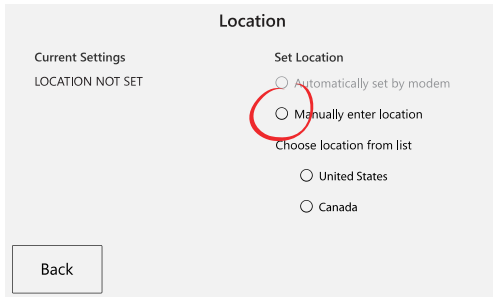 Location
Current Settings
LOCATION NOT SET
Set Location
Automatically set by modem
Manually enter location
Choose location from list
United States
Canada
Back